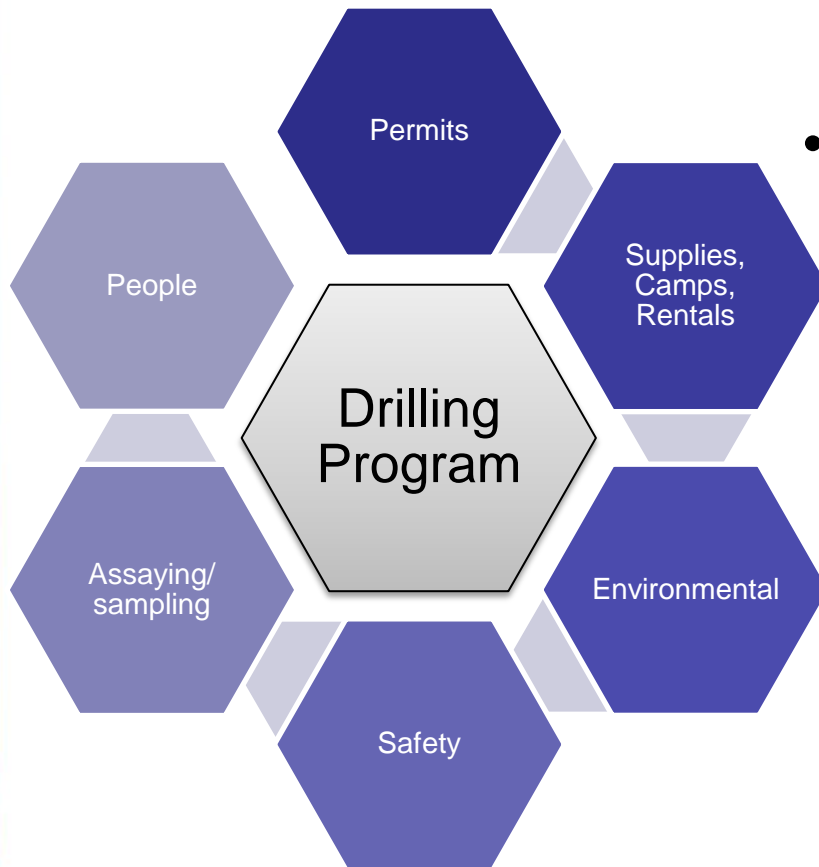 Permits
•
People
Supplies,
Camps,
Rentals
Drilling
Program
Assaying/
sampling
Environmental
Safety